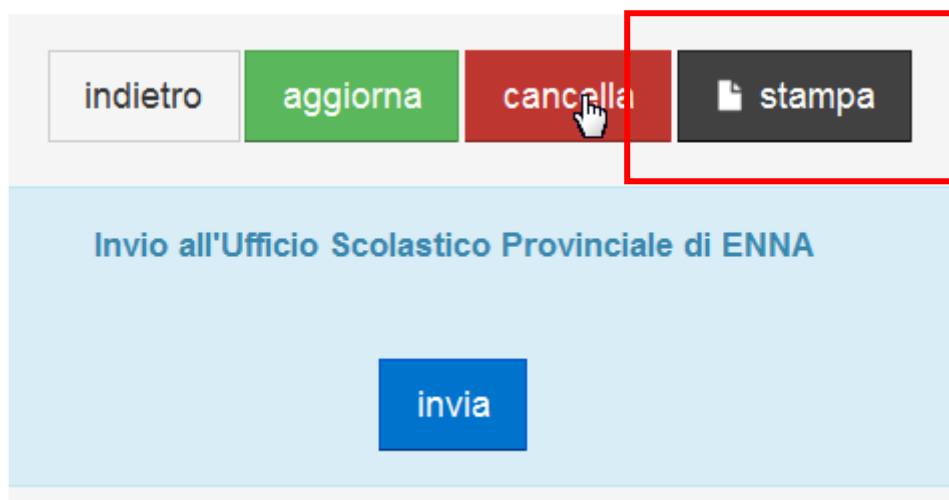 indietro aggiorna cancella stampa
Invio all'Ufficio Scolastico Provinciale di ENNA
invia